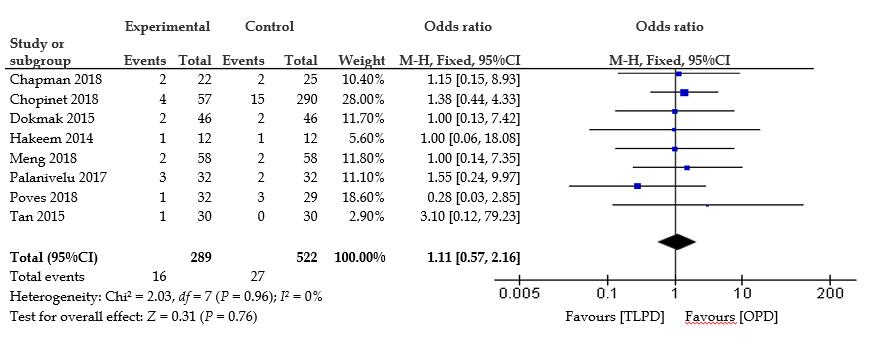 Experimental Control Odds ratio Odds ratio
Study or
subgroup Events Total Events Total Weight M-H, Fixed, 95%CI M-H, Fixed, 95%CI
Chapman 2018 2 22 2 25 10.40% 1.15 [0.15, 8.93]
Chopinet 2018 4 57 15 290 28.00% 1.38 [0.44, 4.33]
Dokmak 2015 2 46 2 46 11.70% 1.00 [0.13, 7.42]
Hakeem 2014 1 12 1 12 5.60% 1.00 [0.06, 18.08]
Meng 2018 2 58 2 58 11.80% 1.00 [0.14, 7.35]
Palanivelu 2017 3 32 2 32 11.10% 1.55 [0.24, 9.97]
Poves 2018 1 32 3 29 18.60% 0.28 [0.03, 2.85]
Tan 2015 1 30 0 30 2.90% 3.10 [0.12, 79.23]
Total (95%CI) 289 522 100.00% 1.11 [0.57, 2.16]
Total events 16 27
Heterogeneity: Chi² = 2.03, df = 7 (P = 0.96); I² = 0%
0.005 0.1 1 10 200
Test for overall effect: Z = 0.31 (P = 0.76)
Favours [TLPD] Favours [OPD]